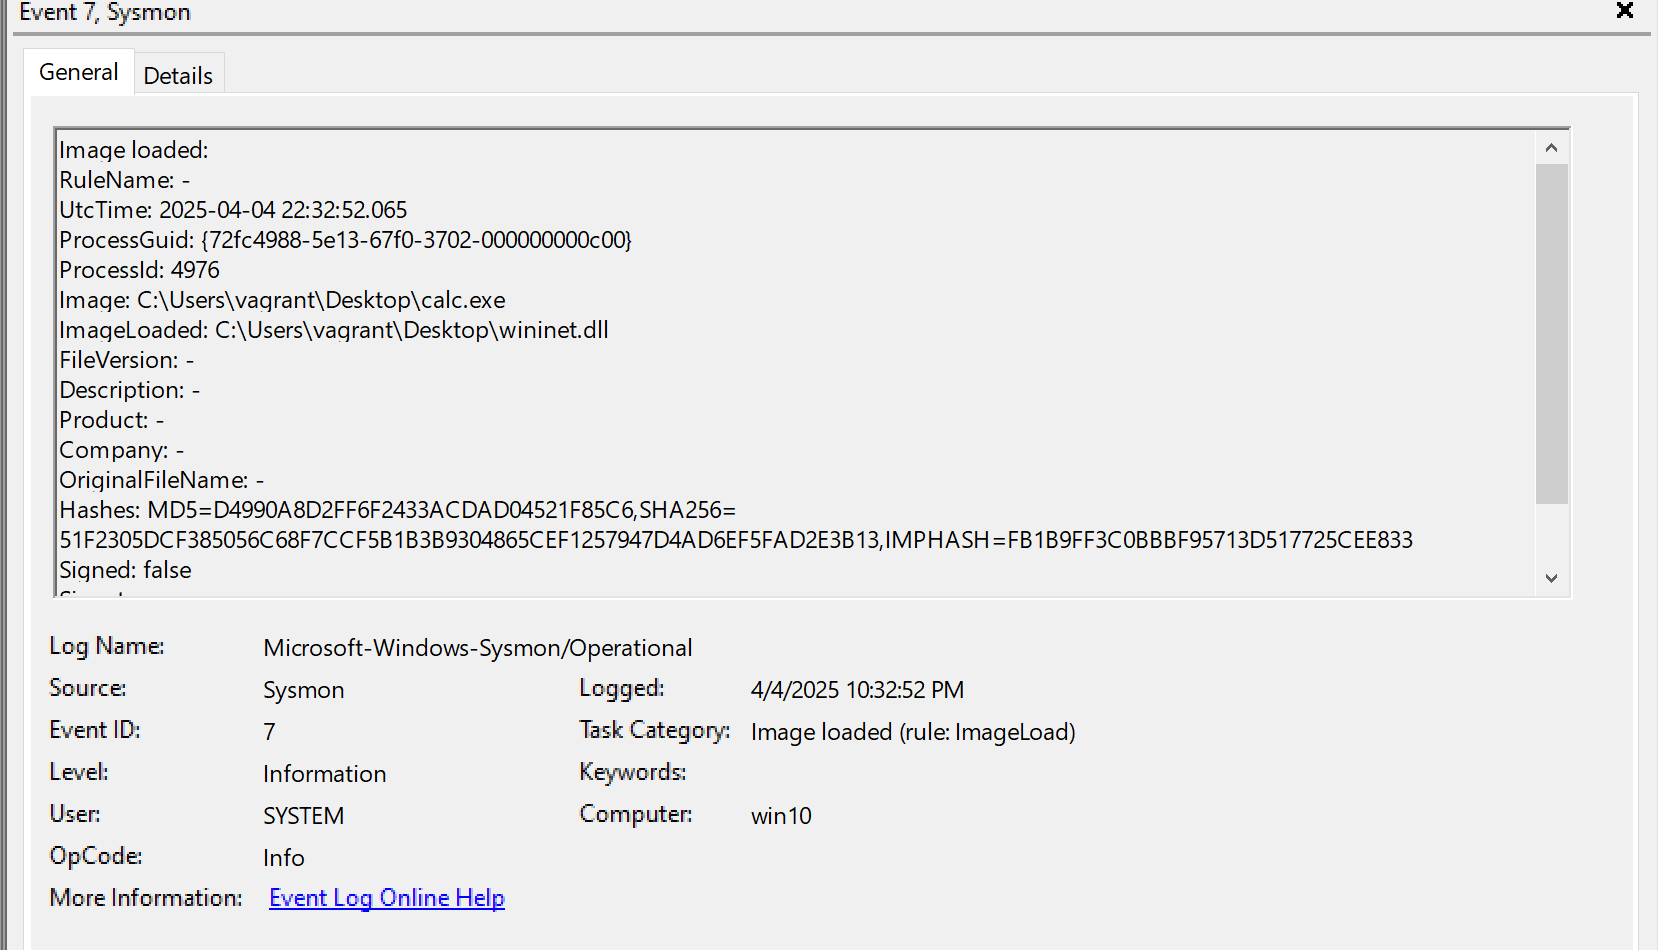 Event 7, Sysmon
General
Details
Image loaded:
RuleName: -
UtcTime: 2025-04-04 22:32:52.065
ProcessGuid: {72fc4988-5e13-67f0-3702-000000000c00}
ProcessId: 4976
Image: C:\Users\vagrant\Desktop\calc.exe
ImageLoaded: C:\Users\vagrant\Desktop\wininet.dll
FileVersion: -
Description: -
Product: -
Company: -
OriginalFileName: -
Hashes: MD5=D4990A8D2FF6F2433ACDAD04521F85C6,SHA256=
51F2305DCF385056C68F7CCF5B1B3B9304865CEF1257947D4AD6EF5FAD2E3B13,IMPHASH=FB1B9FF3C0BBBF95713D517725CEE833
Signed: false
Log Name: Microsoft-Windows-Sysmon/Operational
Source: Sysmon Logged: 4/4/2025 10:32:52 PM
Event ID: 7 Task Category: Image loaded (rule: ImageLoad)
Level: Information Keywords:
User: SYSTEM Computer: win10
OpCode: Info
More Information: Event Log Online Help